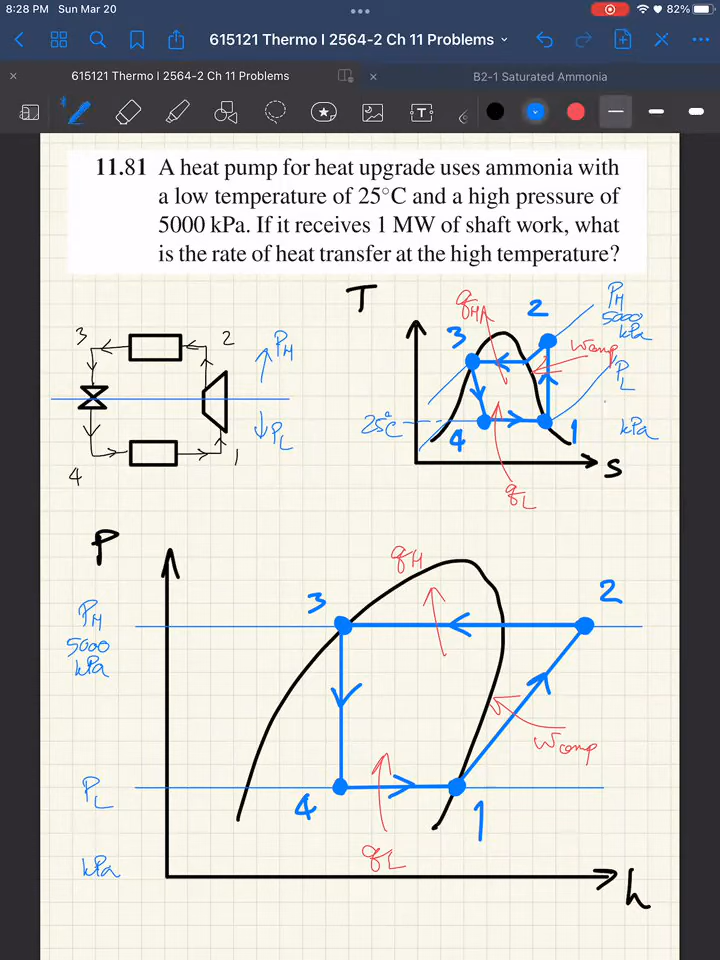 8:28 PM Sun Mar 20
82%
615121 Thermo I 2564-2 Ch 11 Problems
615121 Thermo I 2564-2 Ch 11 Problems
B2-1 Saturated Ammonia
11.81 A heat pump for heat upgrade uses ammonia with
a low temperature of 25°C and a high pressure of
5000 kPa. If it receives 1 MW of shaft work, what
is the rate of heat transfer at the high temperature?
3
2
PH
PL
4
1
T
qH
2
PH
5000
kPa
3
wcomp
PL
25°C
4
1
kPa
s
qL
P
qH
PH
5000
kPa
3
2
wcomp
PL
4
1
qL
kPa
h